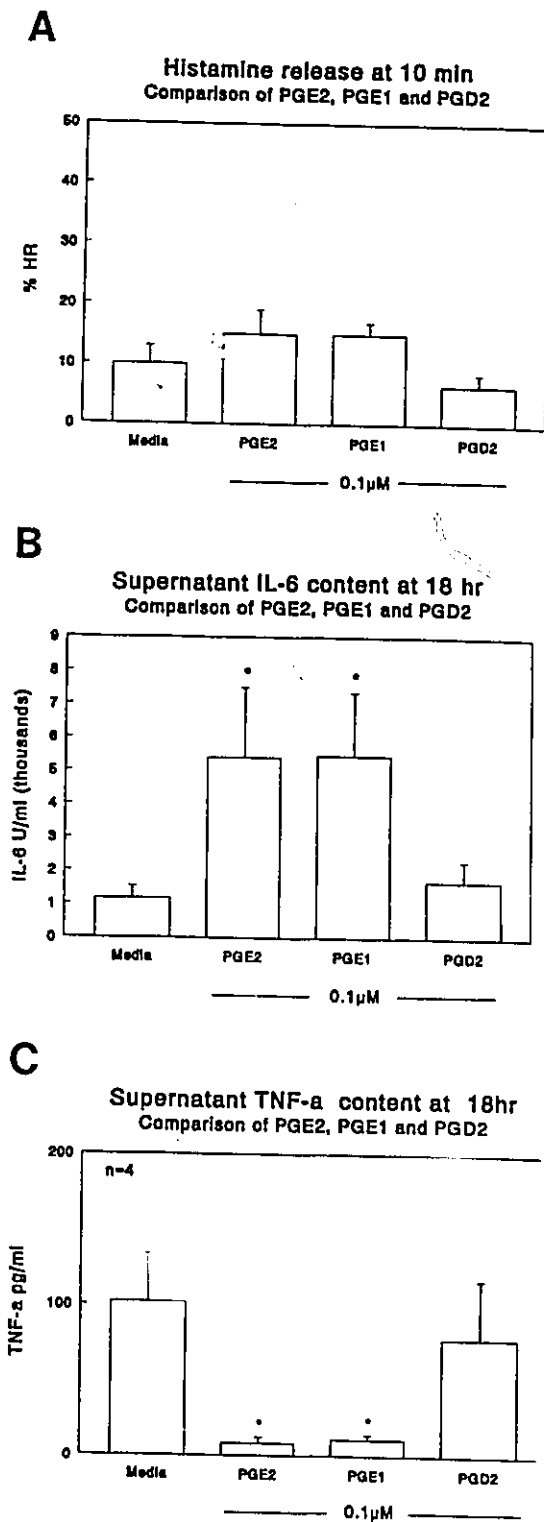 A
Histamine release at 10 min
Comparison of PGE2, PGE1 and PGD2
50
40
30
20
10
0
% HR
Media PGE2 PGE1 PGD2
0.1µM
B
Supernatant IL-6 content at 18 hr
Comparison of PGE2, PGE1 and PGD2
9
8
7
6
5
4
3
2
1
0
IL-6 U/ml (thousands)
* *
Media PGE2 PGE1 PGD2
0.1µM
C
Supernatant TNF-a content at 18hr
Comparison of PGE2, PGE1 and PGD2
200
n=4
100
0
TNF-a pg/ml
* *
Media PGE2 PGE1 PGD2
0.1µM